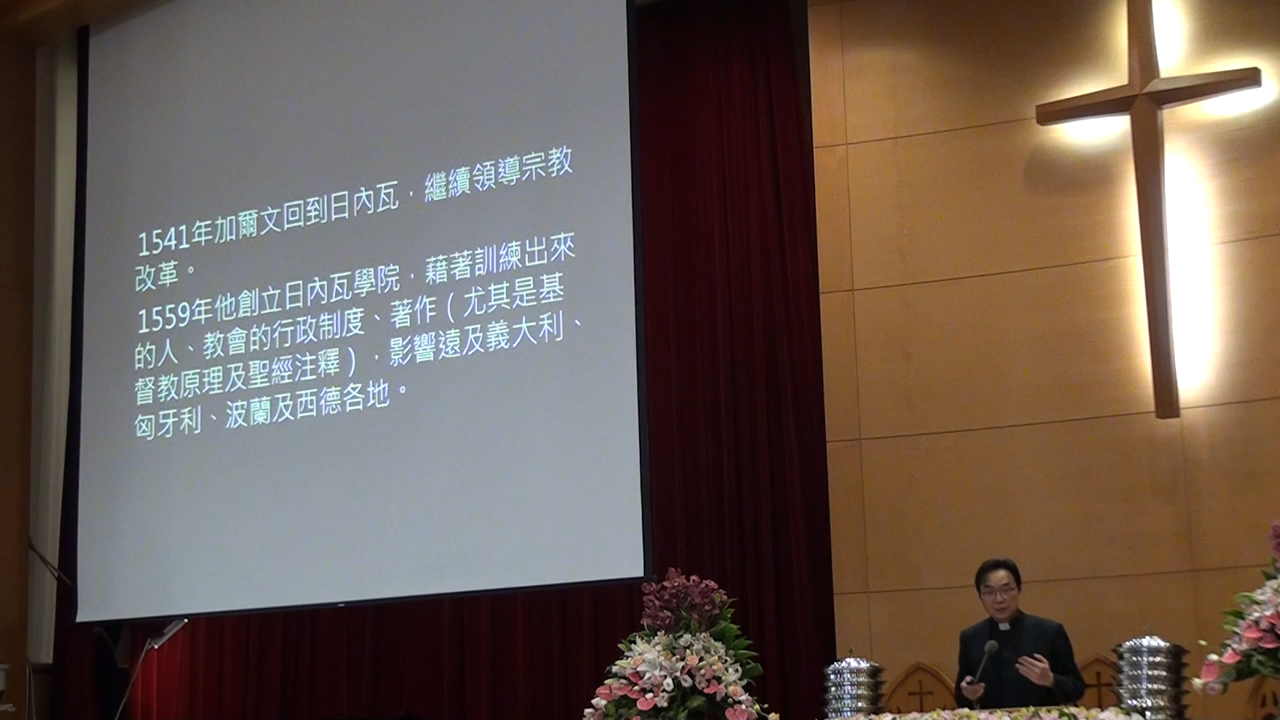 1541年加爾文回到日內瓦，繼續領導宗教
改革。
1559年他創立日內瓦學院，藉著訓練出來
的人、教會的行政制度、著作（尤其是基
督教原理及聖經注釋），影響遠及義大利、
匈牙利、波蘭及西德各地。